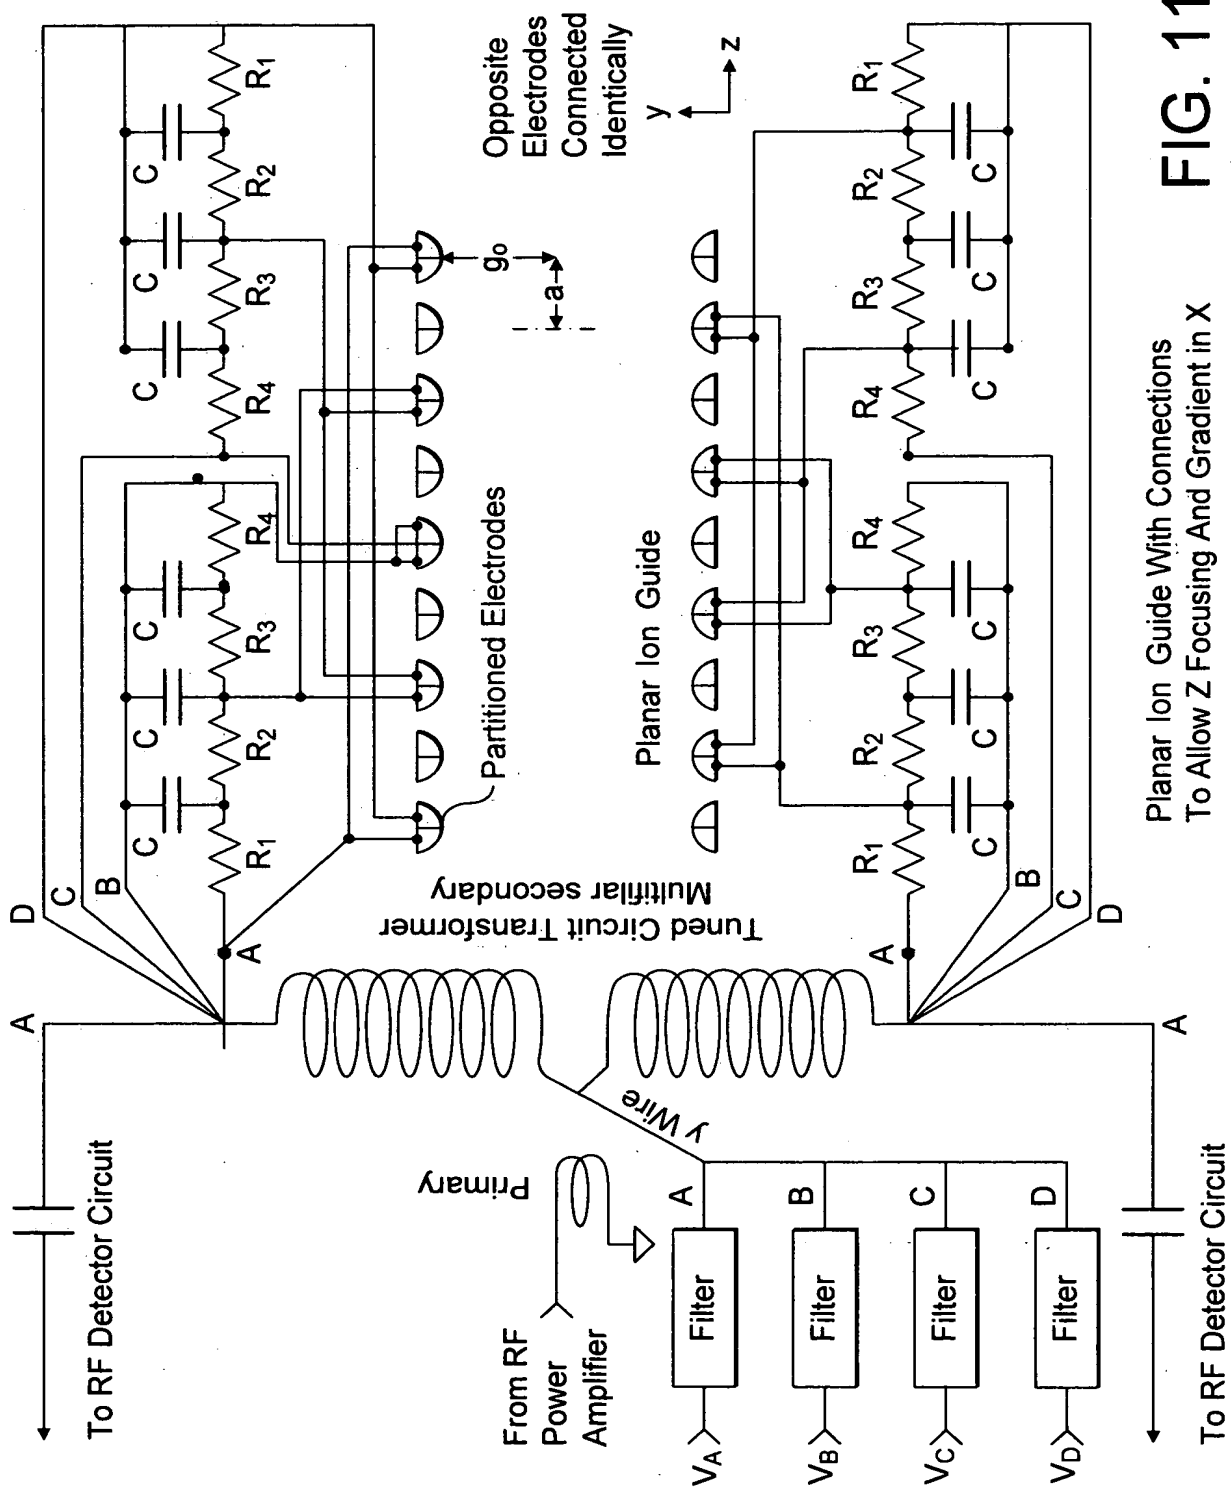 To RF Detector Circuit
A
D
C
B
A
R1
C
R2
C
R3
C
R4
R4
C
R3
C
R2
C
R1
From RF
Power
Amplifier
Primary
y Wire
Tuned Circuit Transformer
Multifilar secondary
Partitioned Electrodes
Planar Ion Guide
a
g0
Opposite
Electrodes
Connected
Identically
y
z
VA
Filter
A
VB
Filter
B
VC
Filter
C
VD
Filter
D
A
R1
C
R2
C
R3
C
R4
R4
C
R3
C
R2
C
R1
B
C
D
A
To RF Detector Circuit
Planar Ion Guide With Connections
To Allow Z Focusing And Gradient in X
FIG. 11